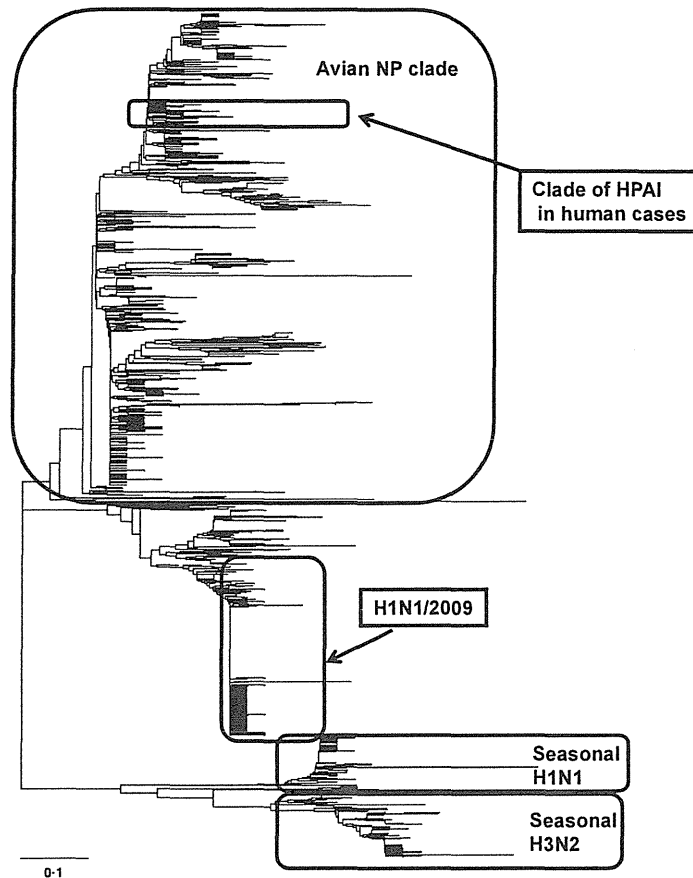 Avian NP clade
Clade of HPAI
in human cases
H1N1/2009
Seasonal
H1N1
Seasonal
H3N2
0·1